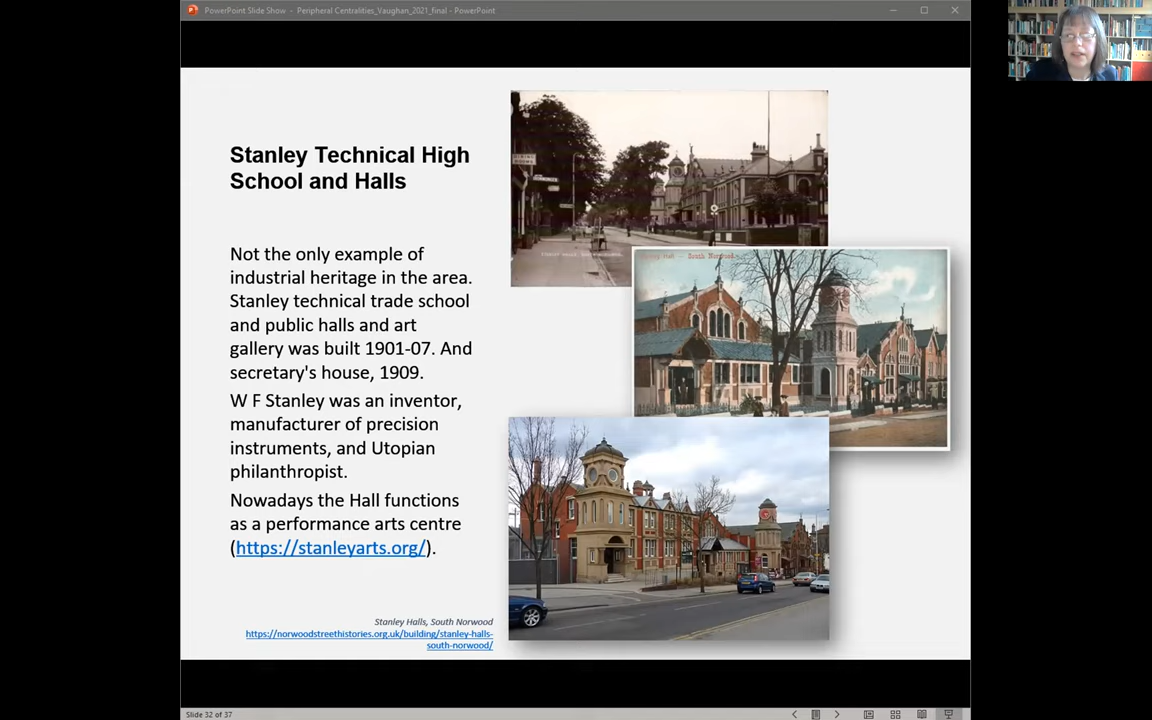 PowerPoint Slide Show - Peripheral Centralities_Vaughan_2021_final - PowerPoint
Stanley Technical High
School and Halls
Not the only example of
industrial heritage in the area.
Stanley technical trade school
and public halls and art
gallery was built 1901-07. And
secretary's house, 1909.
W F Stanley was an inventor,
manufacturer of precision
instruments, and Utopian
philanthropist.
Nowadays the Hall functions
as a performance arts centre
(https://stanleyarts.org/).
Stanley Halls, South Norwood
https://norwoodstreethistories.org.uk/building/stanley-halls-
south-norwood/
South Norwood.
Slide 32 of 37